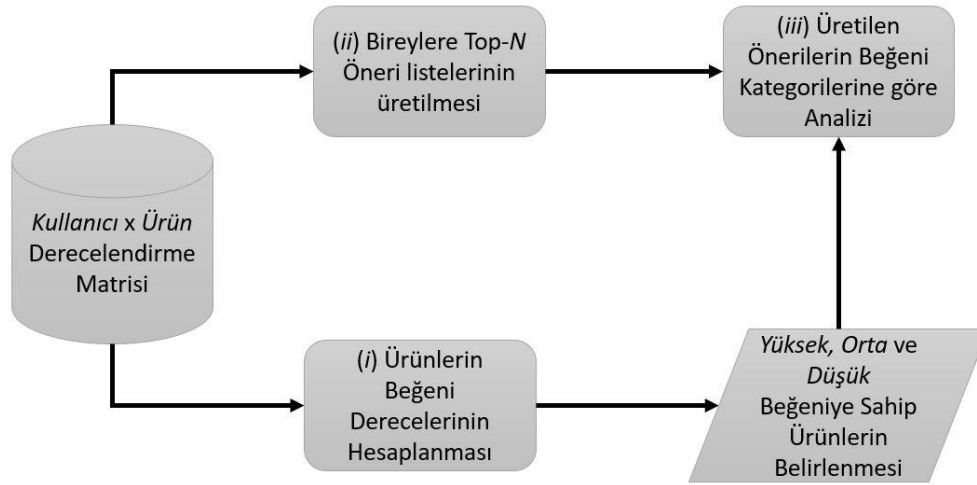 (ii) Bireylere Top-N
Öneri listelerinin
üretilmesi
(iii) Üretilen
Önerilerin Beğeni
Kategorilerine göre
Analizi
Kullanıcı x Ürün
Derecelendirme
Matrisi
(i) Ürünlerin
Beğeni
Derecelerinin
Hesaplanması
Yüksek, Orta ve
Düşük
Beğeniye Sahip
Ürünlerin
Belirlenmesi